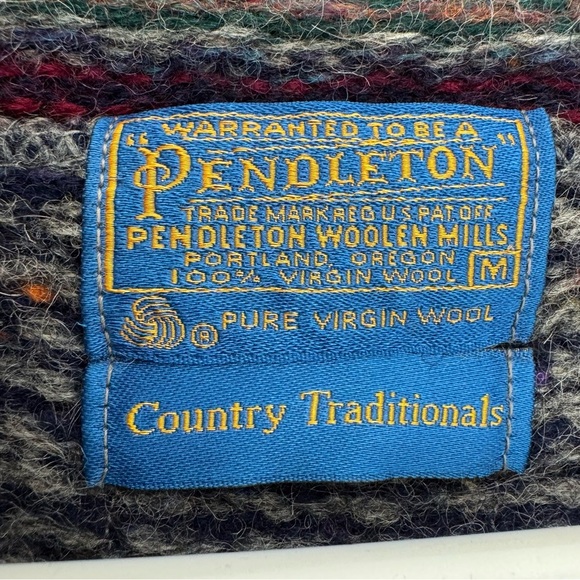 WARRANTED TO BE A
"PENDLETON"
TRADE MARK REG U.S. PAT. OFF.
PENDLETON WOOLEN MILLS,
PORTLAND, OREGON
100% VIRGIN WOOL M
® PURE VIRGIN WOOL
Country Traditionals